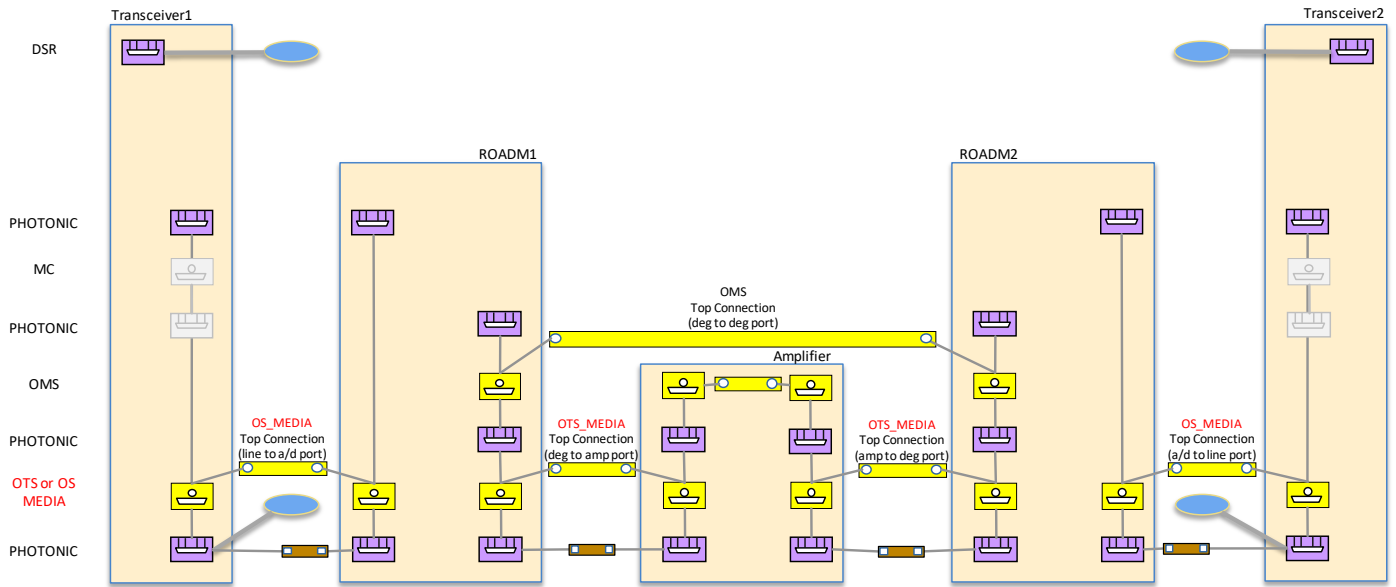 Transceiver1
Transceiver2
DSR
ROADM1
ROADM2
PHOTONIC
MC
PHOTONIC
OMS
Top Connection
(deg to deg port)
Amplifier
OMS
OS_MEDIA
Top Connection
(line to a/d port)
OTS_MEDIA
Top Connection
(deg to amp port)
OTS_MEDIA
Top Connection
(amp to deg port)
OS_MEDIA
Top Connection
(a/d to line port)
PHOTONIC
OTS or OS
MEDIA
PHOTONIC